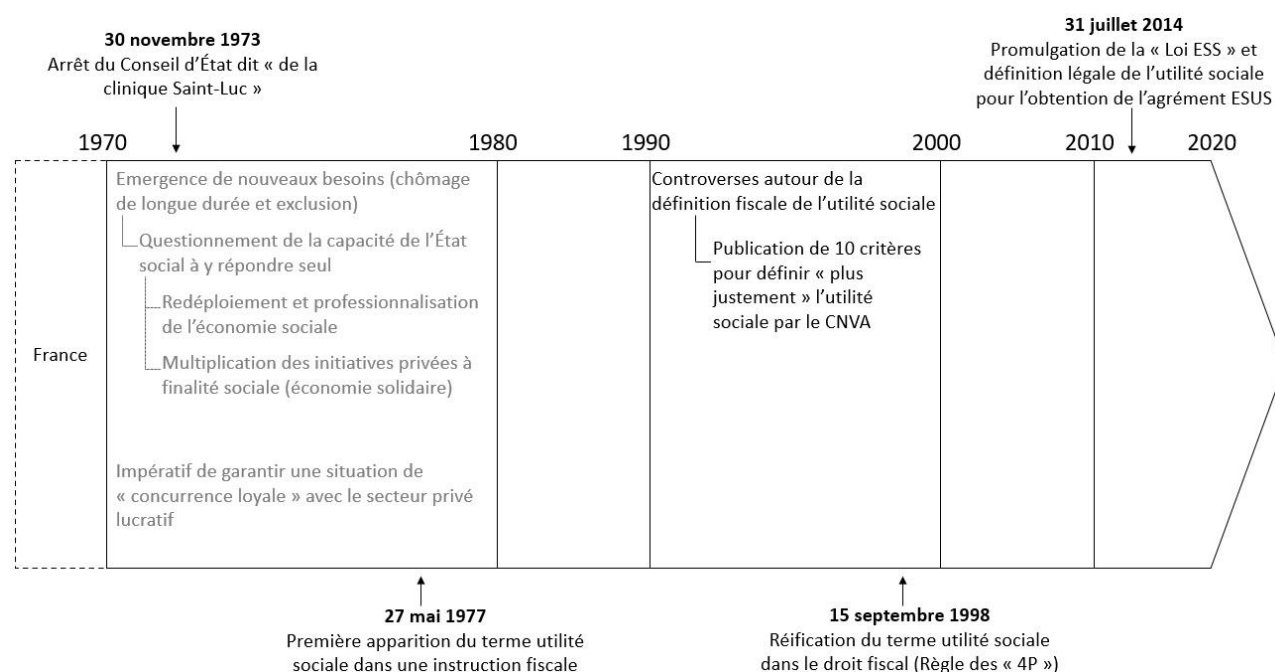 30 novembre 1973
Arrêt du Conseil d’État dit « de la
clinique Saint-Luc »
31 juillet 2014
Promulgation de la « Loi ESS » et
définition légale de l’utilité sociale
pour l’obtention de l’agrément ESUS
1970
1980
1990
2000
2010
2020
France
Emergence de nouveaux besoins (chômage
de longue durée et exclusion)
Questionnement de la capacité de l’État
social à y répondre seul
Redéploiement et professionnalisation
de l’économie sociale
Multiplication des initiatives privées à
finalité sociale (économie solidaire)
Impératif de garantir une situation de
« concurrence loyale » avec le secteur privé
lucratif
Controverses autour de la
définition fiscale de l’utilité sociale
Publication de 10 critères
pour définir « plus
justement » l’utilité
sociale par le CNVA
27 mai 1977
Première apparition du terme utilité
sociale dans une instruction fiscale
15 septembre 1998
Réification du terme utilité sociale
dans le droit fiscal (Règle des « 4P »)